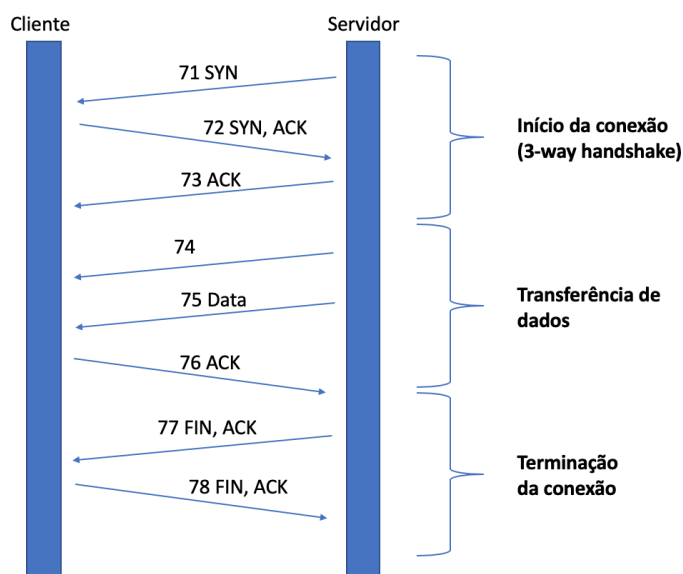 Cliente
Servidor
71 SYN
72 SYN, ACK
73 ACK
Início da conexão
(3-way handshake)
74
75 Data
76 ACK
Transferência de
dados
77 FIN, ACK
78 FIN, ACK
Terminação
da conexão